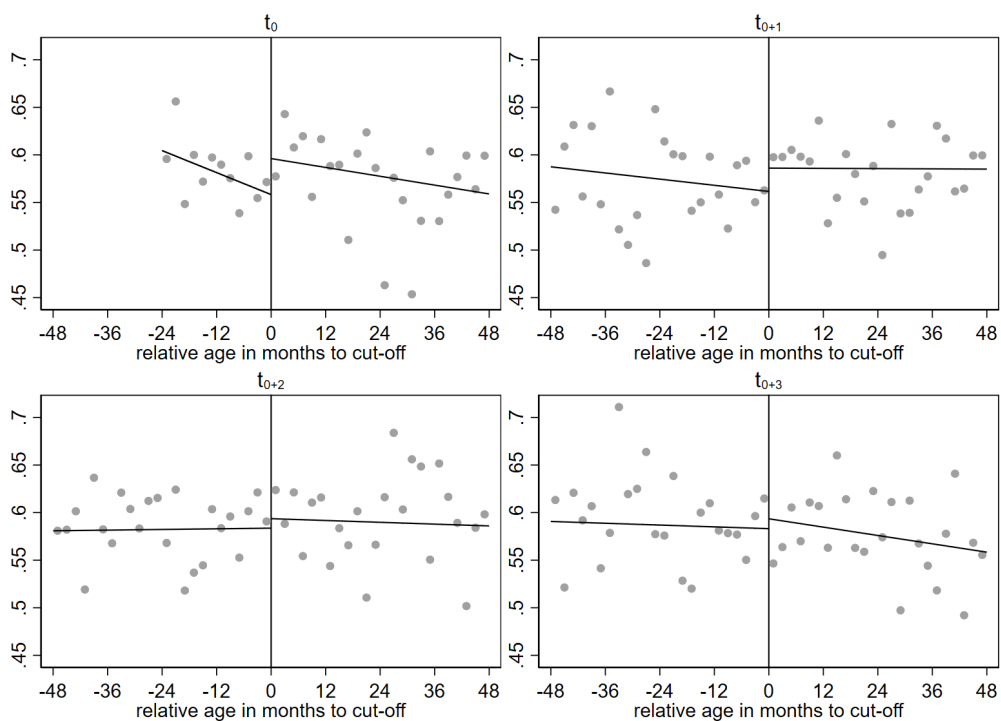 t0
t0+1
.7
.65
.6
.55
.5
.45
-48 -36 -24 -12 0 12 24 36 48
relative age in months to cut-off
.7
.65
.6
.55
.5
.45
-48 -36 -24 -12 0 12 24 36 48
relative age in months to cut-off
t0+2
t0+3
.7
.65
.6
.55
.5
.45
-48 -36 -24 -12 0 12 24 36 48
relative age in months to cut-off
.7
.65
.6
.55
.5
.45
-48 -36 -24 -12 0 12 24 36 48
relative age in months to cut-off